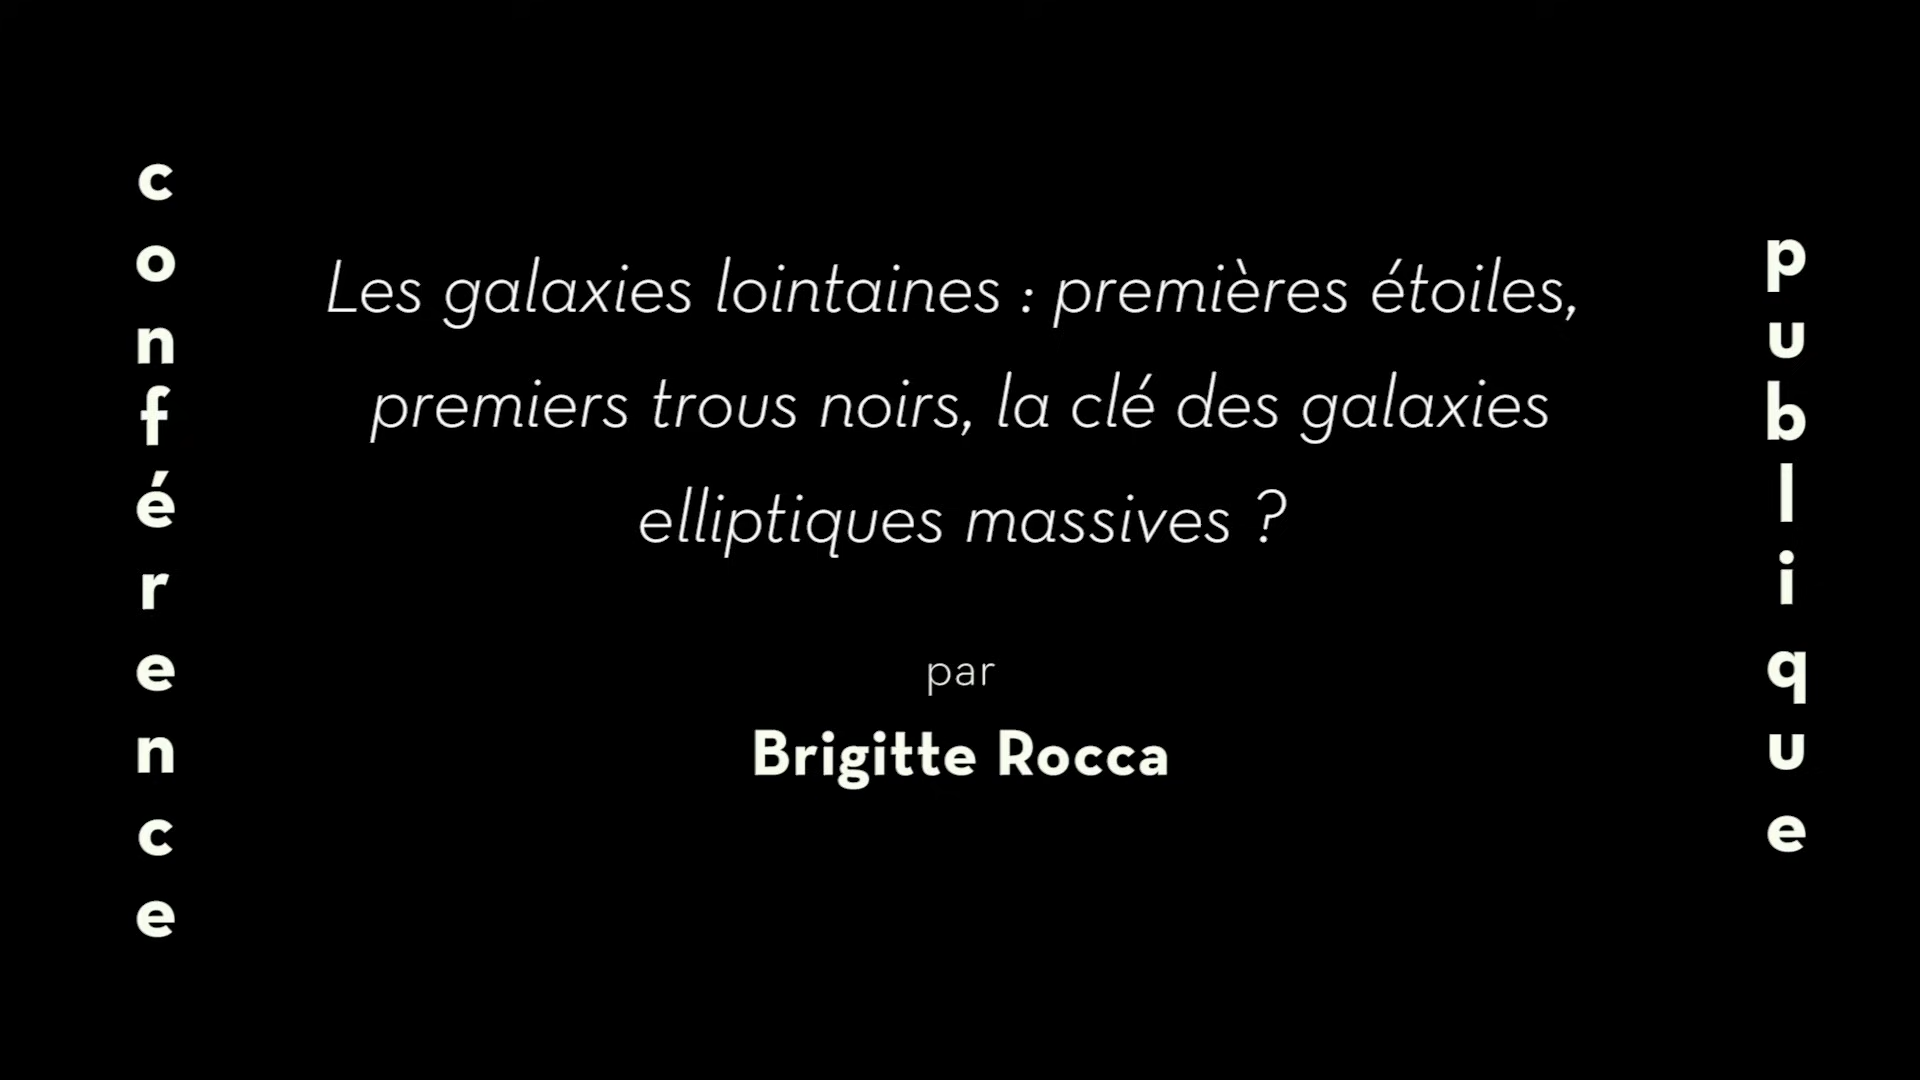 conférence
Les galaxies lointaines : premières étoiles,
premiers trous noirs, la clé des galaxies
elliptiques massives ?
par
Brigitte Rocca
publique